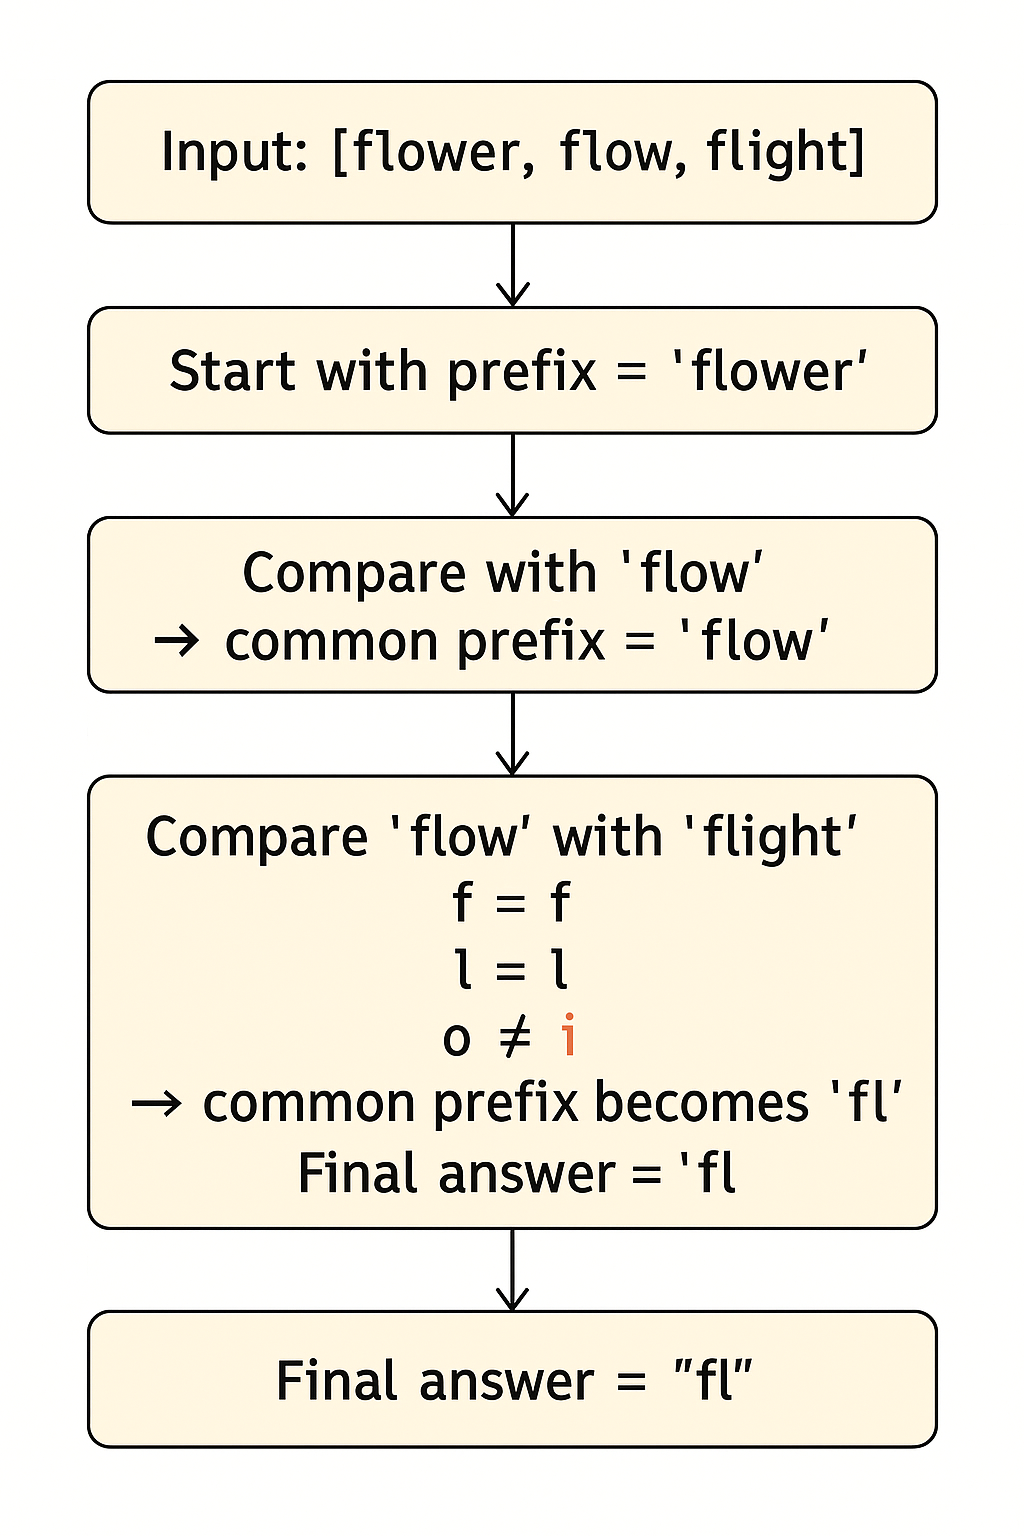 Input: [flower, flow, flight]
Start with prefix = 'flower'
Compare with 'flow'
→ common prefix = 'flow'
Compare 'flow' with 'flight'
f = f
l = l
o ≠ i
→ common prefix becomes 'fl'
Final answer = 'fl
Final answer = "fl"